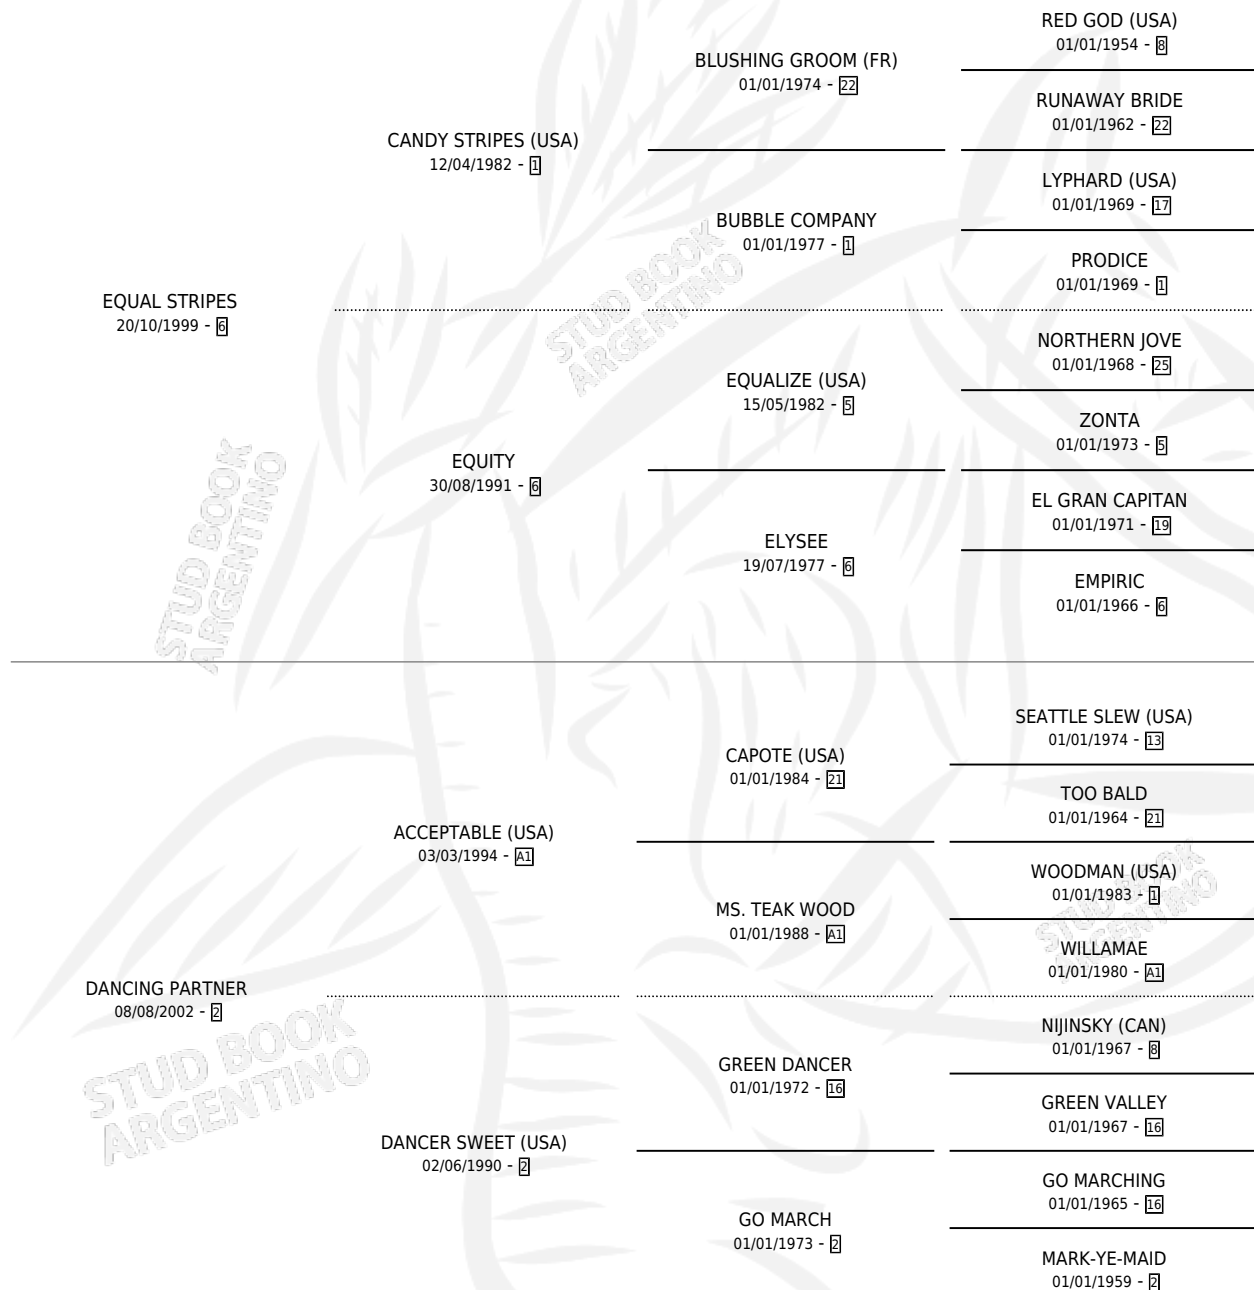 RED GOD (USA)
01/01/1954 - 8
BLUSHING GROOM (FR)
01/01/1974 - 22
RUNAWAY BRIDE
01/01/1962 - 22
CANDY STRIPES (USA)
12/04/1982 - 1
LYPHARD (USA)
01/01/1969 - 17
BUBBLE COMPANY
01/01/1977 - 1
PRODICE
01/01/1969 - 1
EQUAL STRIPES
20/10/1999 - 6
STUD BOOK
ARGENTINO
NORTHERN JOVE
01/01/1968 - 25
EQUALIZE (USA)
15/05/1982 - 5
ZONTA
01/01/1973 - 5
EQUITY
30/08/1991 - 6
EL GRAN CAPITAN
01/01/1971 - 19
ELYSEE
19/07/1977 - 6
EMPIRIC
01/01/1966 - 6
STUD BOOK
ARGENTINO
SEATTLE SLEW (USA)
01/01/1974 - 13
CAPOTE (USA)
01/01/1984 - 21
TOO BALD
01/01/1964 - 21
ACCEPTABLE (USA)
03/03/1994 - A1
WOODMAN (USA)
01/01/1983 - 1
MS. TEAK WOOD
01/01/1988 - A1
WILLAMAE
01/01/1980 - A1
STUD BOOK
ARGENTINO
DANCING PARTNER
08/08/2002 - 2
STUD BOOK
ARGENTINO
NIJINSKY (CAN)
01/01/1967 - 8
GREEN DANCER
01/01/1972 - 16
GREEN VALLEY
01/01/1967 - 16
DANCER SWEET (USA)
02/06/1990 - 2
GO MARCHING
01/01/1965 - 16
GO MARCH
01/01/1973 - 2
MARK-YE-MAID
01/01/1959 - 2